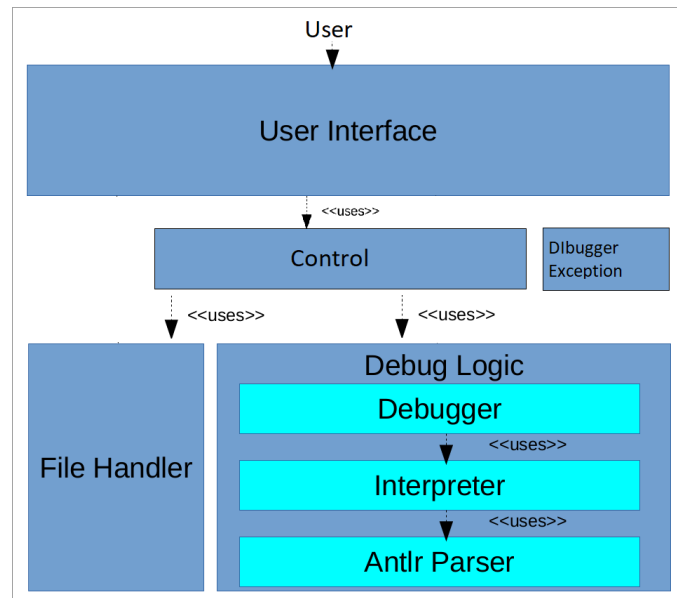 User
User Interface
<<uses>>
Control
DIbugger
Exception
<<uses>>
<<uses>>
File Handler
Debug Logic
Debugger
<<uses>>
Interpreter
<<uses>>
Antlr Parser